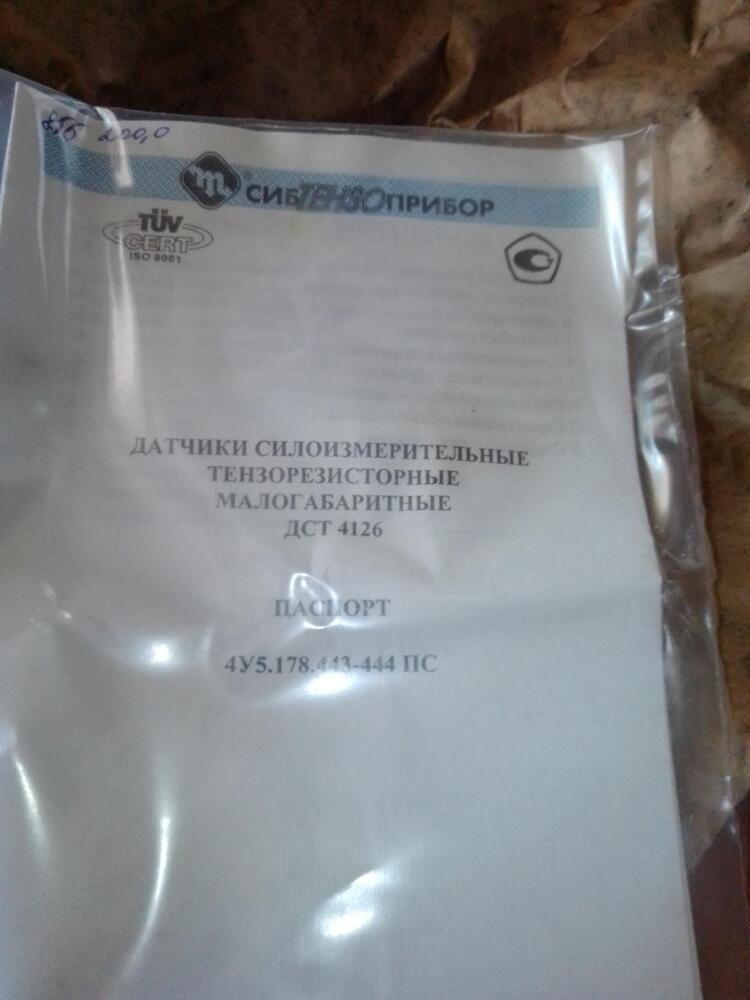 200,0
СИБТЕНЗОПРИБОР
TÜV
CERT
ISO 9001
ДАТЧИКИ СИЛОИЗМЕРИТЕЛЬНЫЕ
ТЕНЗОРЕЗИСТОРНЫЕ
МАЛОГАБАРИТНЫЕ
ДСТ 4126
ПАСПОРТ
4У5.178.443-444 ПС